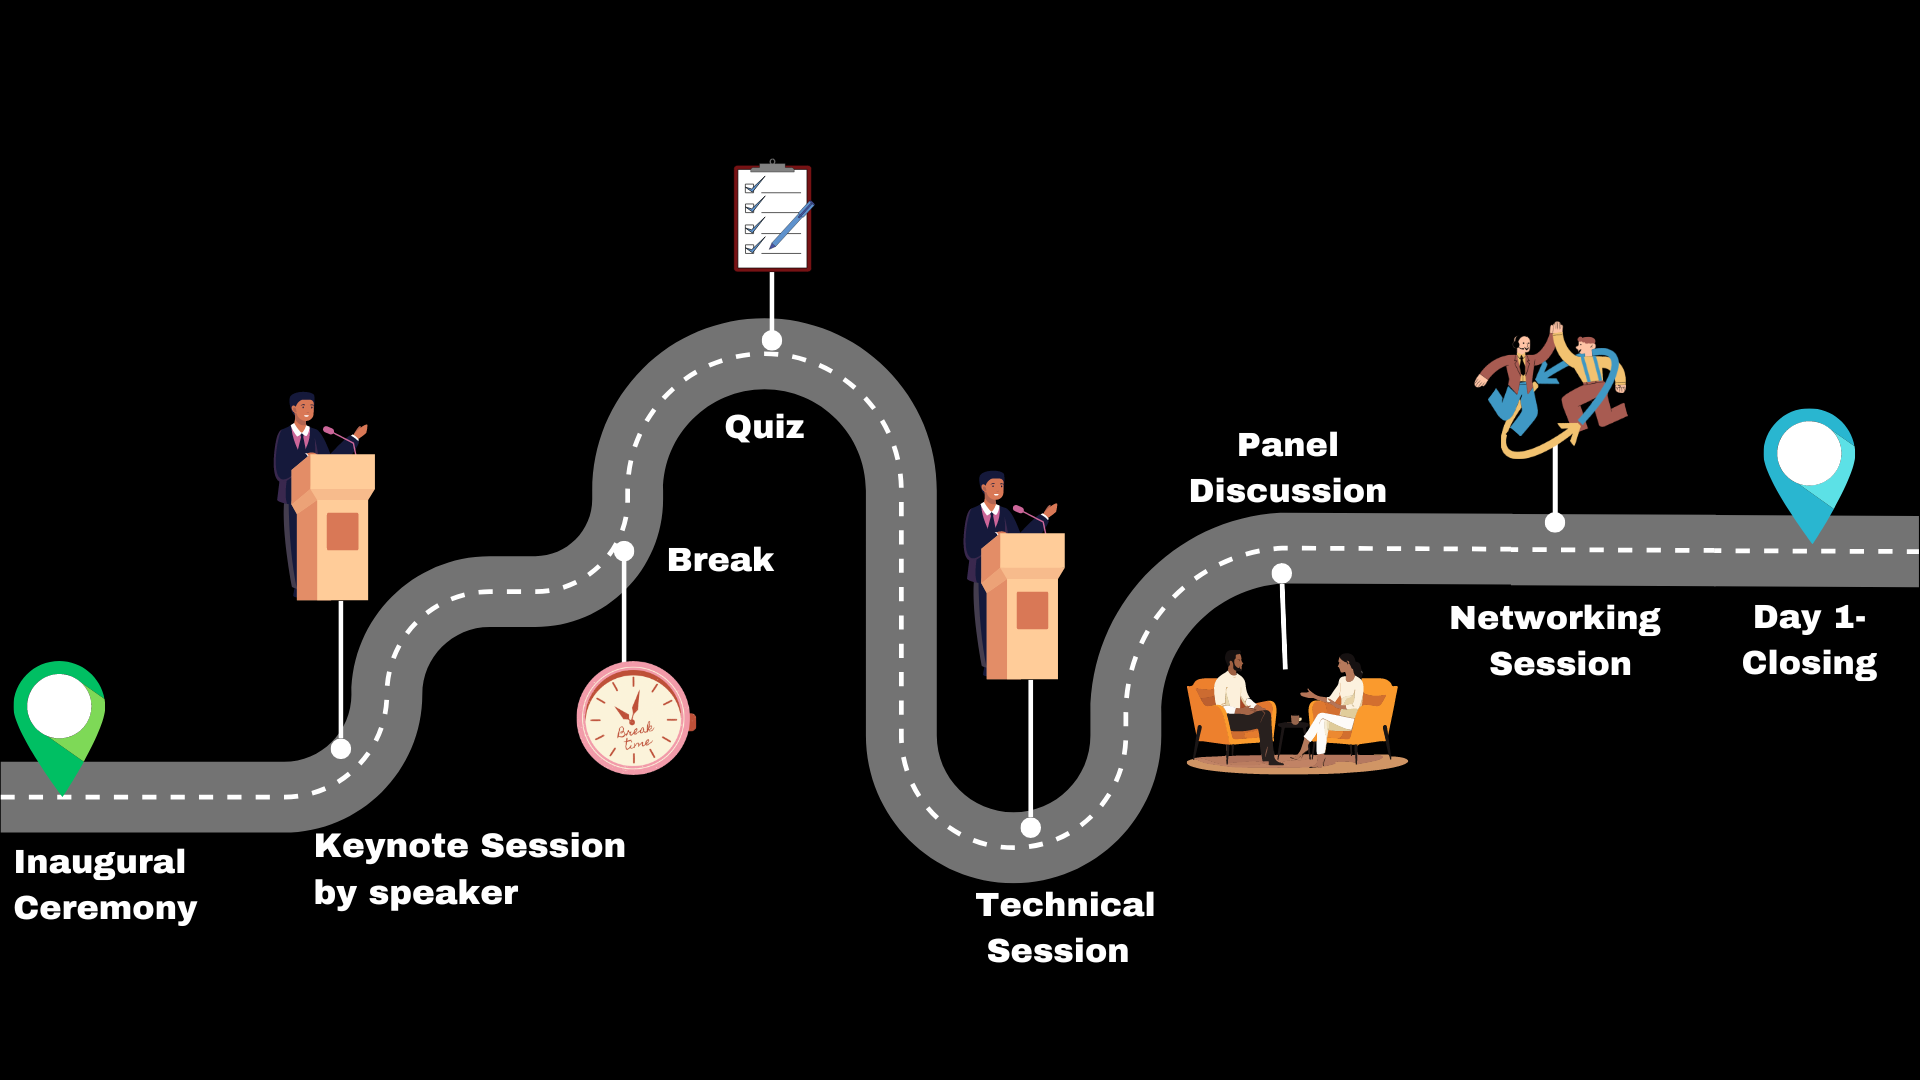 Inaugural
Ceremony
Keynote Session
by speaker
Break
time
Break
Quiz
Technical
Session
Panel
Discussion
Networking
Session
Day 1-
Closing